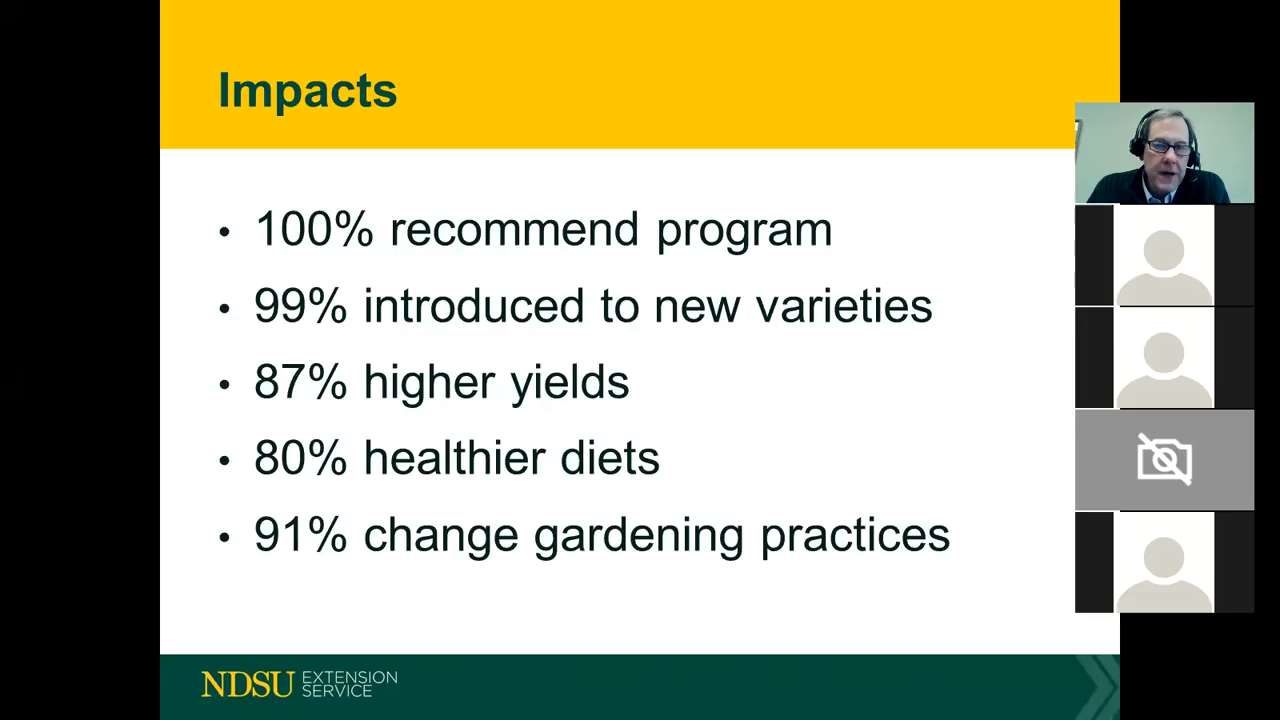 Impacts
• 100% recommend program
• 99% introduced to new varieties
• 87% higher yields
• 80% healthier diets
• 91% change gardening practices
NDSU EXTENSION
SERVICE